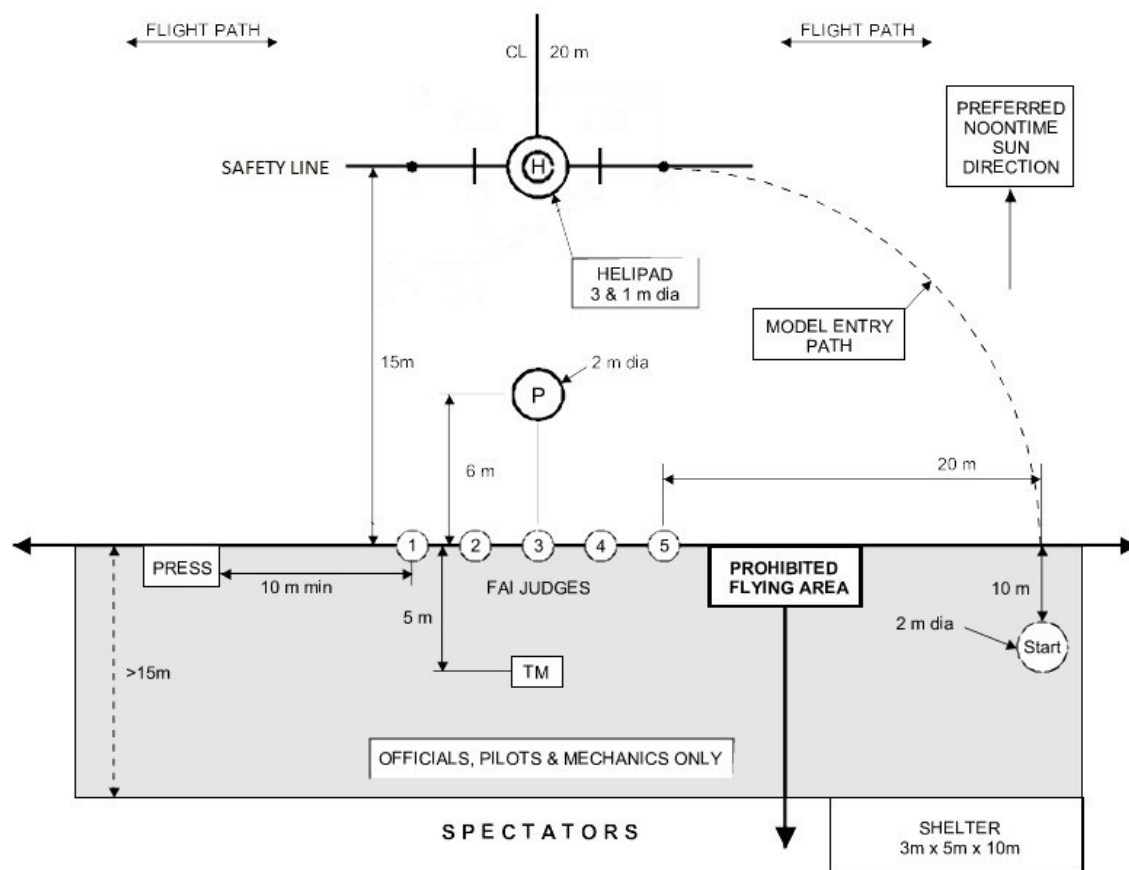 FLIGHT PATH
FLIGHT PATH
CL
20 m
PREFERRED
NOONTIME
SUN
DIRECTION
SAFETY LINE
H
HELIPAD
3 & 1 m dia
MODEL ENTRY
PATH
15m
2 m dia
P
6 m
20 m
1
2
3
4
5
PRESS
10 m min
FAI JUDGES
PROHIBITED
FLYING AREA
10 m
5 m
2 m dia
Start
>15m
TM
OFFICIALS, PILOTS & MECHANICS ONLY
SPECTATORS
SHELTER
3m x 5m x 10m